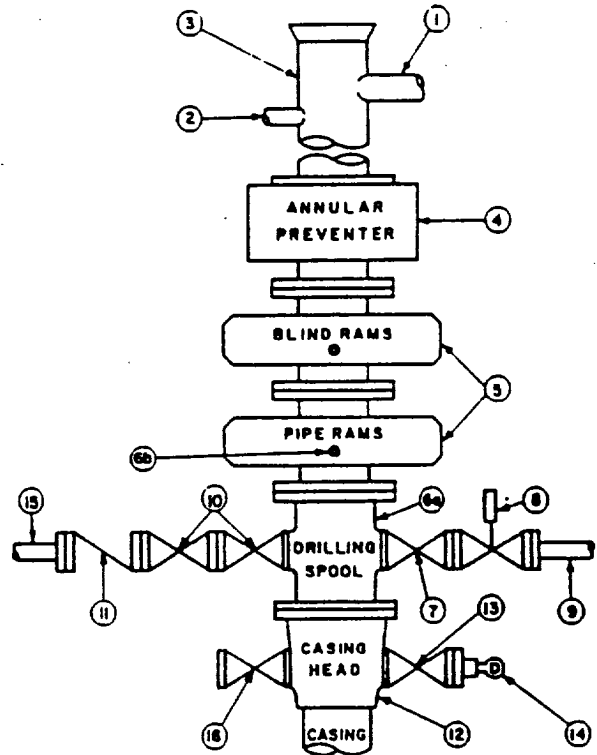 3
1
2
ANNULAR
PREVENTER
4
BLIND RAMS
5
PIPE RAMS
6b
15
10
6a
8
DRILLING
SPOOL
11
7
9
13
CASING
HEAD
D
16
12
14
CASING